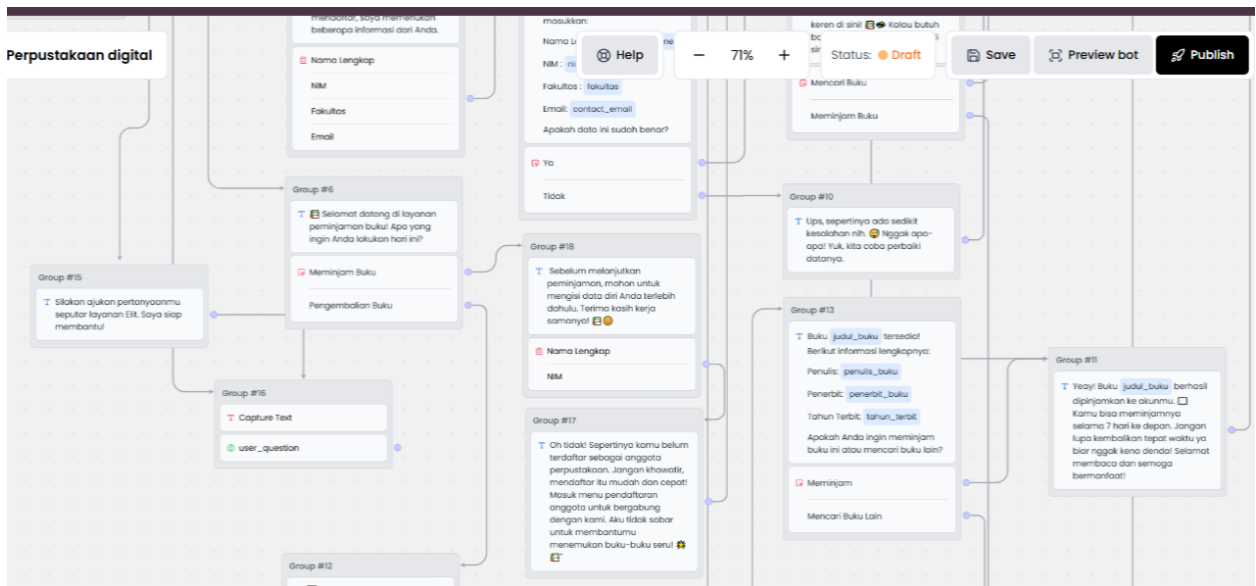 mendaftar, saya memerlukan
beberapa informasi dari Anda.
Nama Lengkap
NIM
Fakultas
Email
masukkan:
NIM :
Fakultas : fakultas
Email: contact_email
Apakah data ini sudah benar?
Ya
Tidak
keren di sini! Kalau butuh
Mencari Buku
Meminjam Buku
Perpustakaan digital
Help
71%
Status: Draft
Save
Preview bot
Publish
Group #6
Selamat datang di layanan
peminjaman buku! Apa yang
ingin Anda lakukan hari ini?
Meminjam Buku
Pengembalian Buku
Group #10
Ups, sepertinya ada sedikit
kesalahan nih. 😅 Nggak apa-
apa! Yuk, kita coba perbaiki
datanya.
Group #18
Sebelum melanjutkan
peminjaman, mohon untuk
mengisi data diri Anda terlebih
dahulu. Terima kasih kerja
samanya! 😊
Nama Lengkap
NIM
Group #15
Silakan ajukan pertanyaanmu
seputar layanan Elit. Saya siap
membantu!
Group #13
Buku judul_buku tersedia!
Berikut informasi lengkapnya:
Penulis: penulis_buku
Penerbit: penerbit_buku
Tahun Terbit: tahun_terbit
Apakah Anda ingin meminjam
buku ini atau mencari buku lain?
Meminjam
Mencari Buku Lain
Group #11
Yeay! Buku judul_buku berhasil
dipinjamkan ke akunmu.
Kamu bisa meminjamnya
selama 7 hari ke depan. Jangan
lupa kembalikan tepat waktu ya
biar nggak kena denda! Selamat
membaca dan semoga
bermanfaat!
Group #16
Capture Text
user_question
Group #17
Oh tidak! Sepertinya kamu belum
terdaftar sebagai anggota
perpustakaan. Jangan khawatir,
mendaftar itu mudah dan cepat!
Masuk menu pendaftaran
anggota untuk bergabung
dengan kami. Aku tidak sabar
untuk membantumu
menemukan buku-buku seru!
Group #12